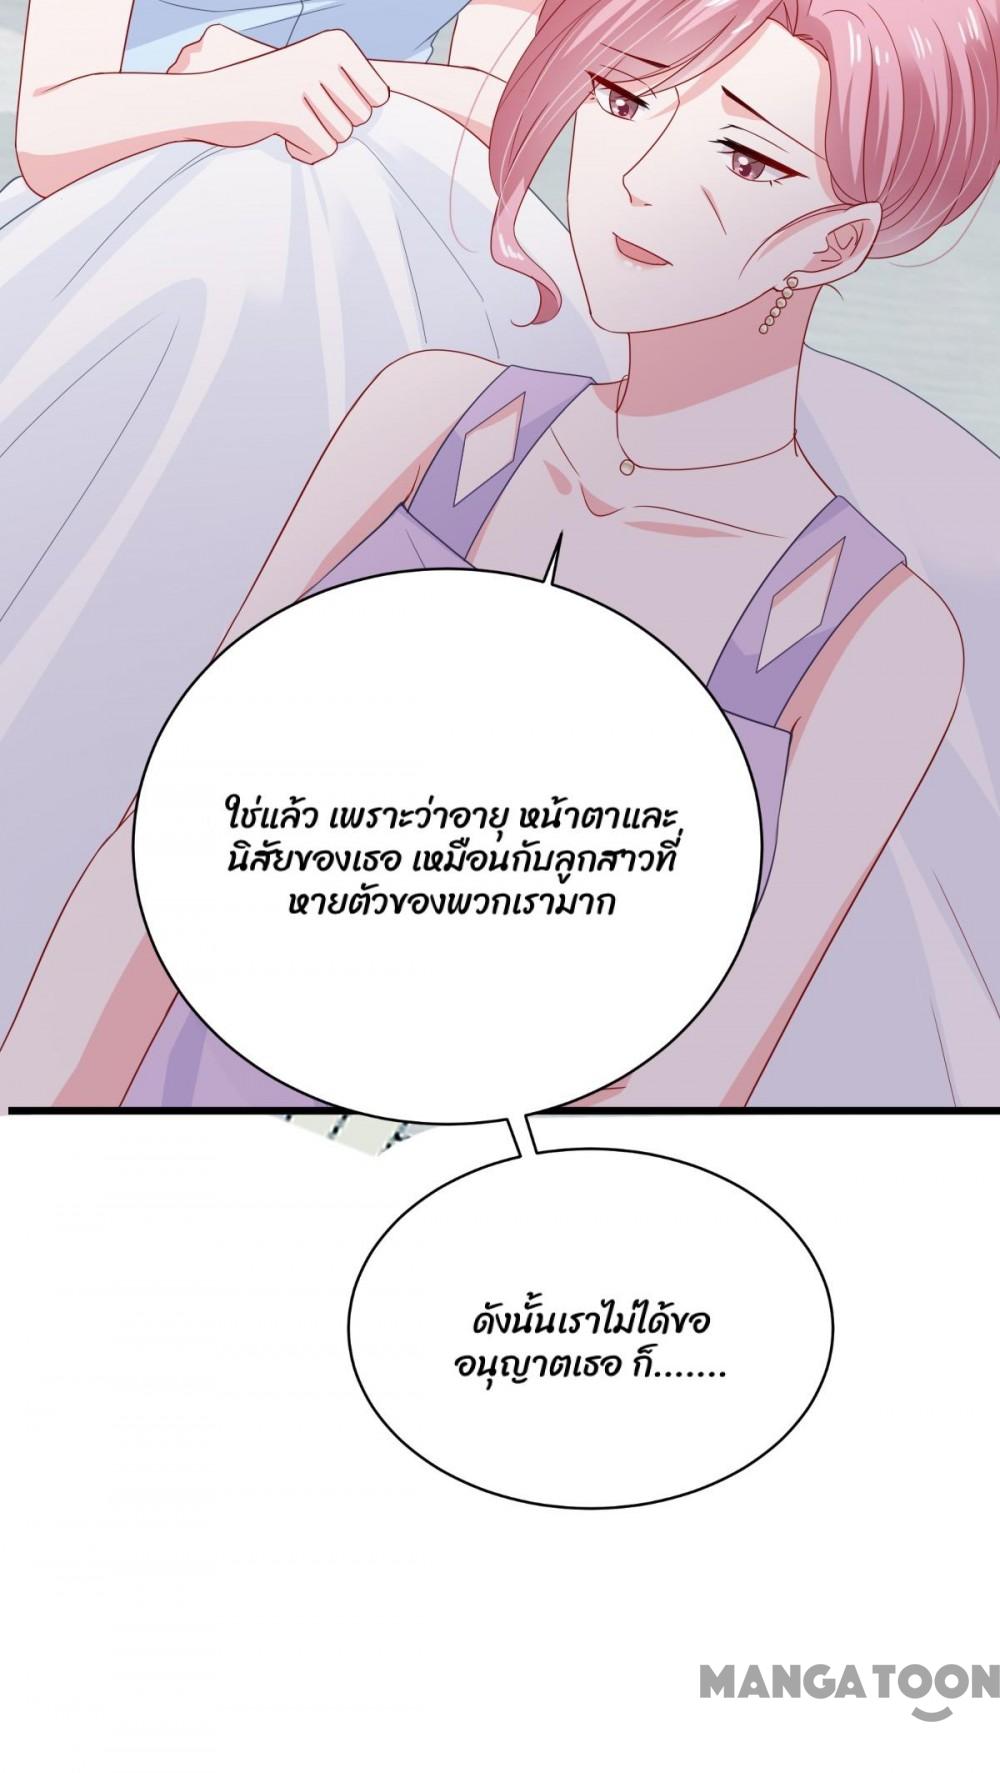 ใช่แล้ว เพราะว่าอายุ หน้าตาและ
นิสัยของเธอ เหมือนกับลูกสาวที่
หายตัวของพวกเรามาก
ดังนั้นเราไม่ได้ขอ
อนุญาตเธอ ก็.......
MANGATOON